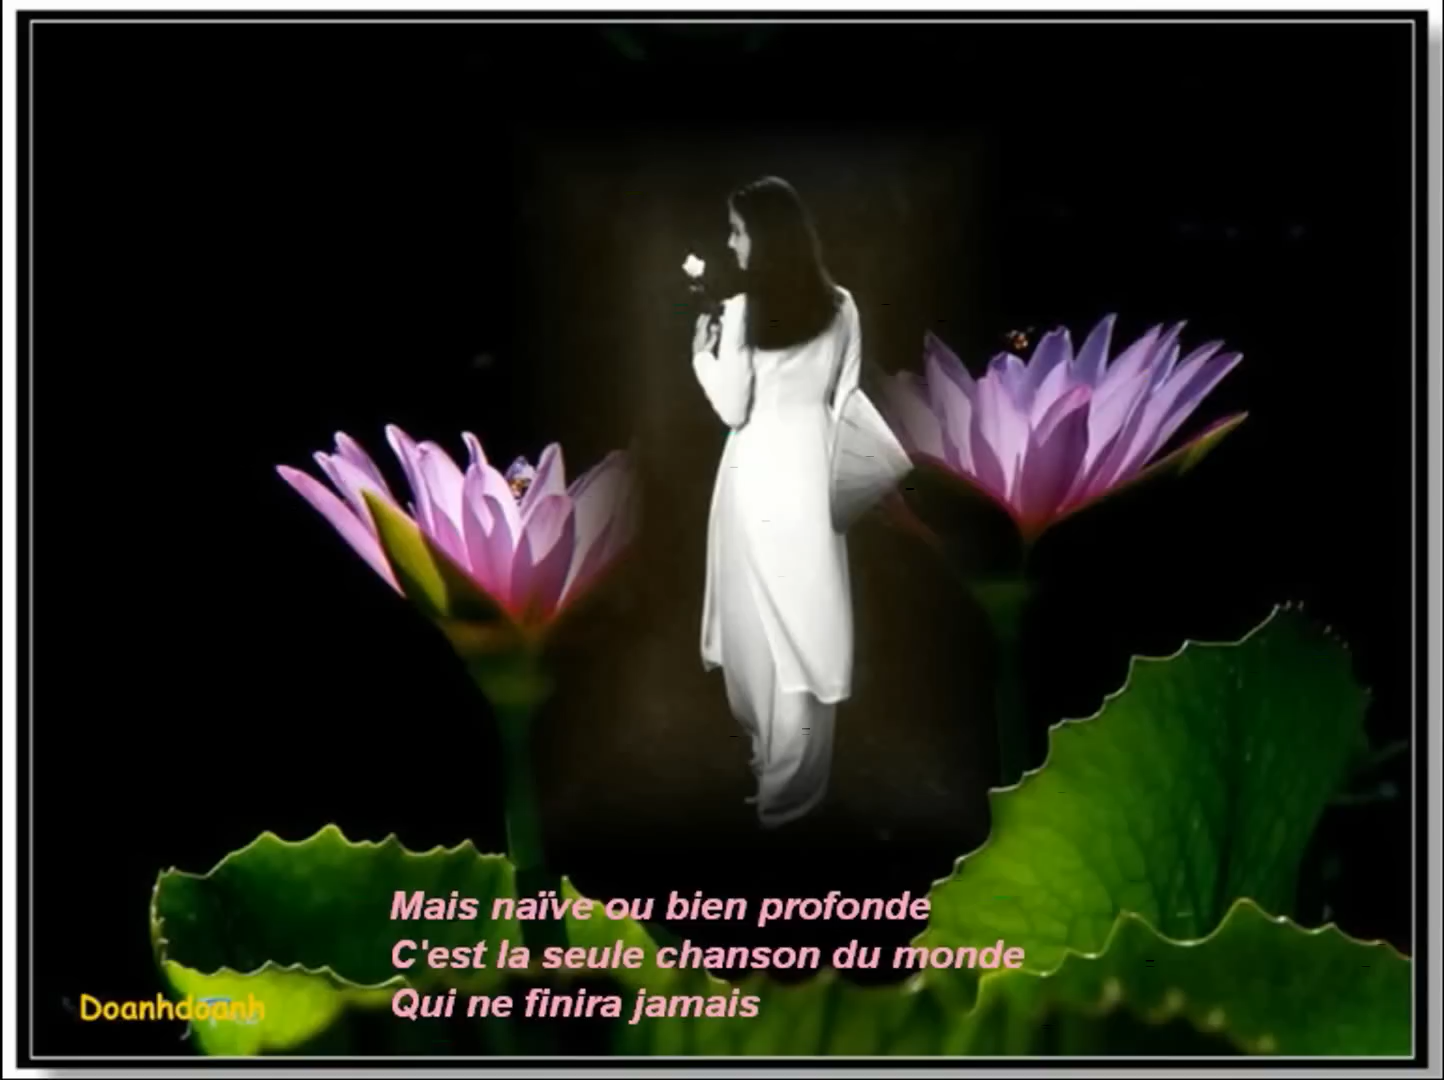 Mais naïve ou bien profonde
C'est la seule chanson du monde
Qui ne finira jamais
Doanhdoanh